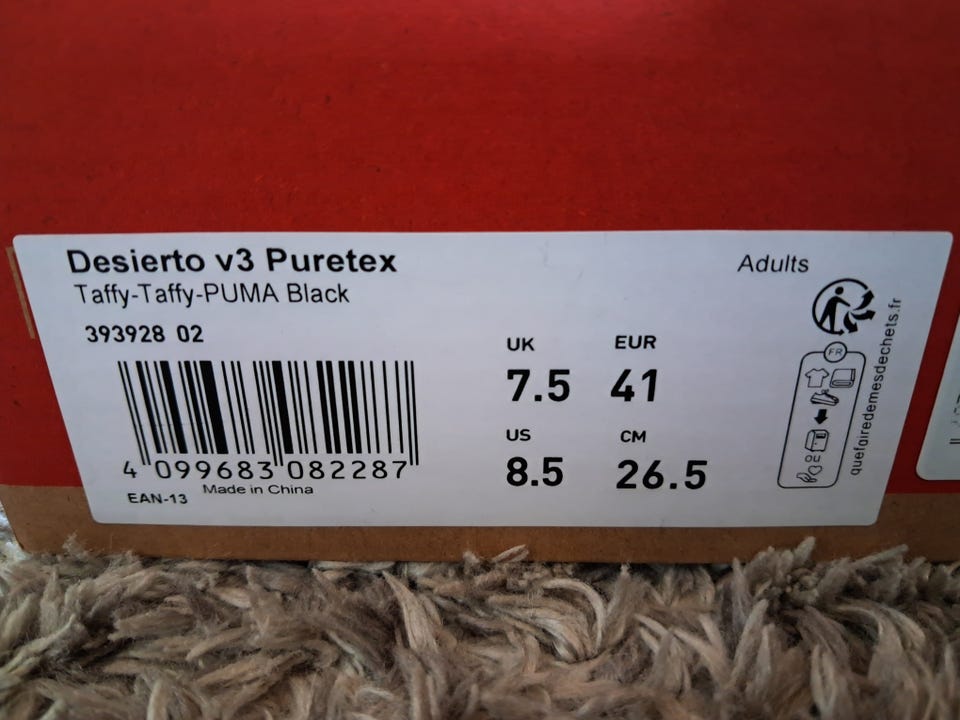 Desierto v3 Puretex
Taffy-Taffy-PUMA Black
393928 02
4 099683 082287
EAN-13 Made in China
Adults
UK EUR
7.5 41
US CM
8.5 26.5
FR
OU
quefairedemesdechets.fr